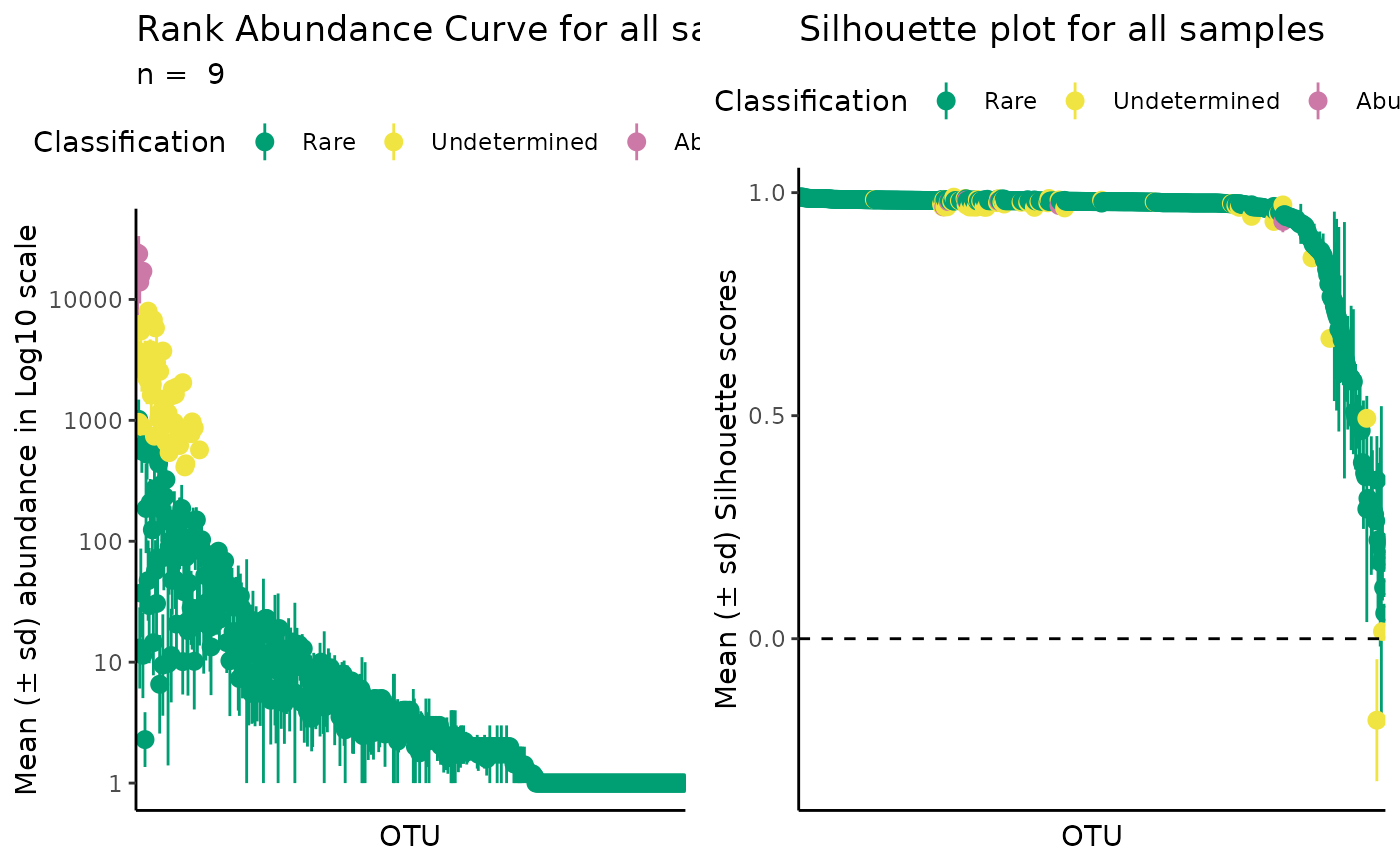 Rank Abundance Curve for all sa
n = 9
Classification Rare Undetermined Ab
Mean (± sd) abundance in Log10 scale
10000
1000
100
10
1
OTU
Silhouette plot for all samples
Classification Rare Undetermined Abu
Mean (± sd) Silhouette scores
1.0
0.5
0.0
OTU